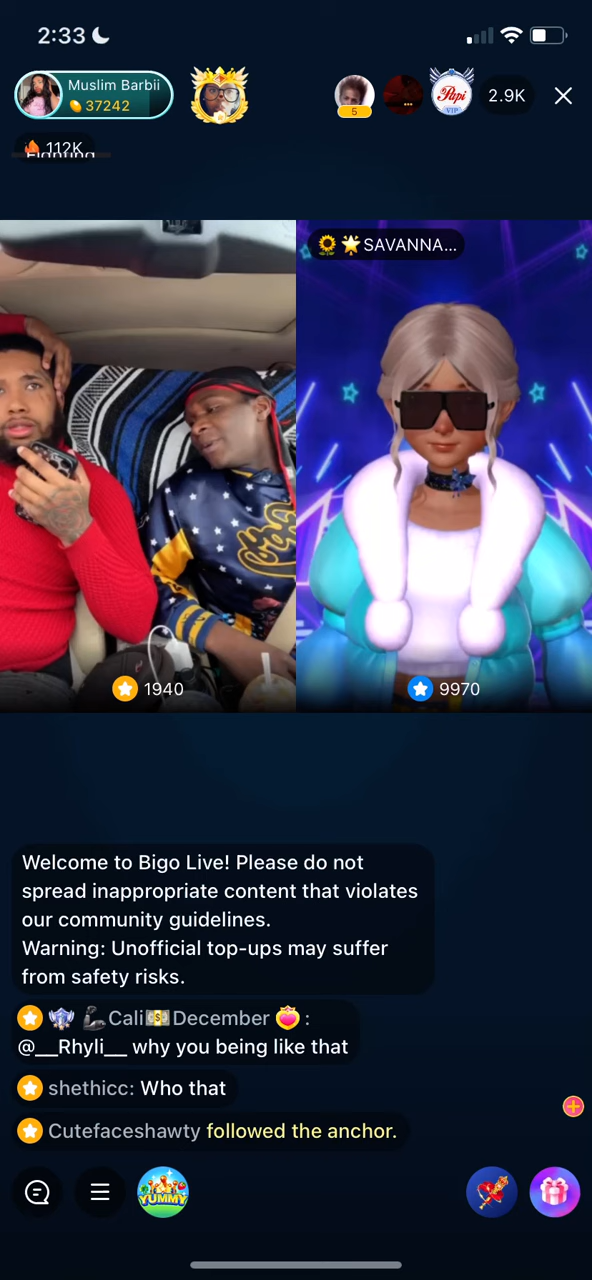 2:33
Muslim Barbii
37242
5
Papi
VIP
2.9K
112K
SAVANNA...
1940
9970
Welcome to Bigo Live! Please do not
spread inappropriate content that violates
our community guidelines.
Warning: Unofficial top-ups may suffer
from safety risks.
Cali💵December :
@__Rhyli__ why you being like that
shethicc: Who that
Cutefaceshawty followed the anchor.
YUMMY